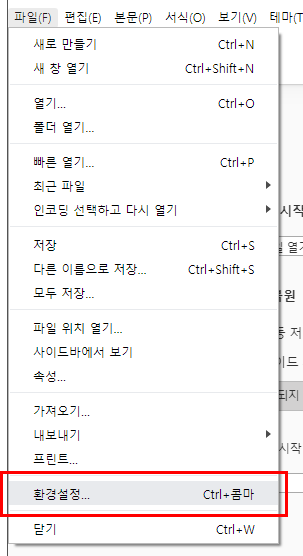 파일(F) 편집(E) 본문(P) 서식(O) 보기(V) 테마(T
새로 만들기 Ctrl+N
새 창 열기 Ctrl+Shift+N
열기... Ctrl+O
폴더 열기...
빠른 열기... Ctrl+P
최근 파일
인코딩 선택하고 다시 열기
저장 Ctrl+S
다른 이름으로 저장... Ctrl+Shift+S
모두 저장...
파일 위치 열기...
사이드바에서 보기
속성...
가져오기...
내보내기
프린트...
환경설정... Ctrl+콤마
닫기 Ctrl+W
시작
열기
원
동 저
이드
되지
시작